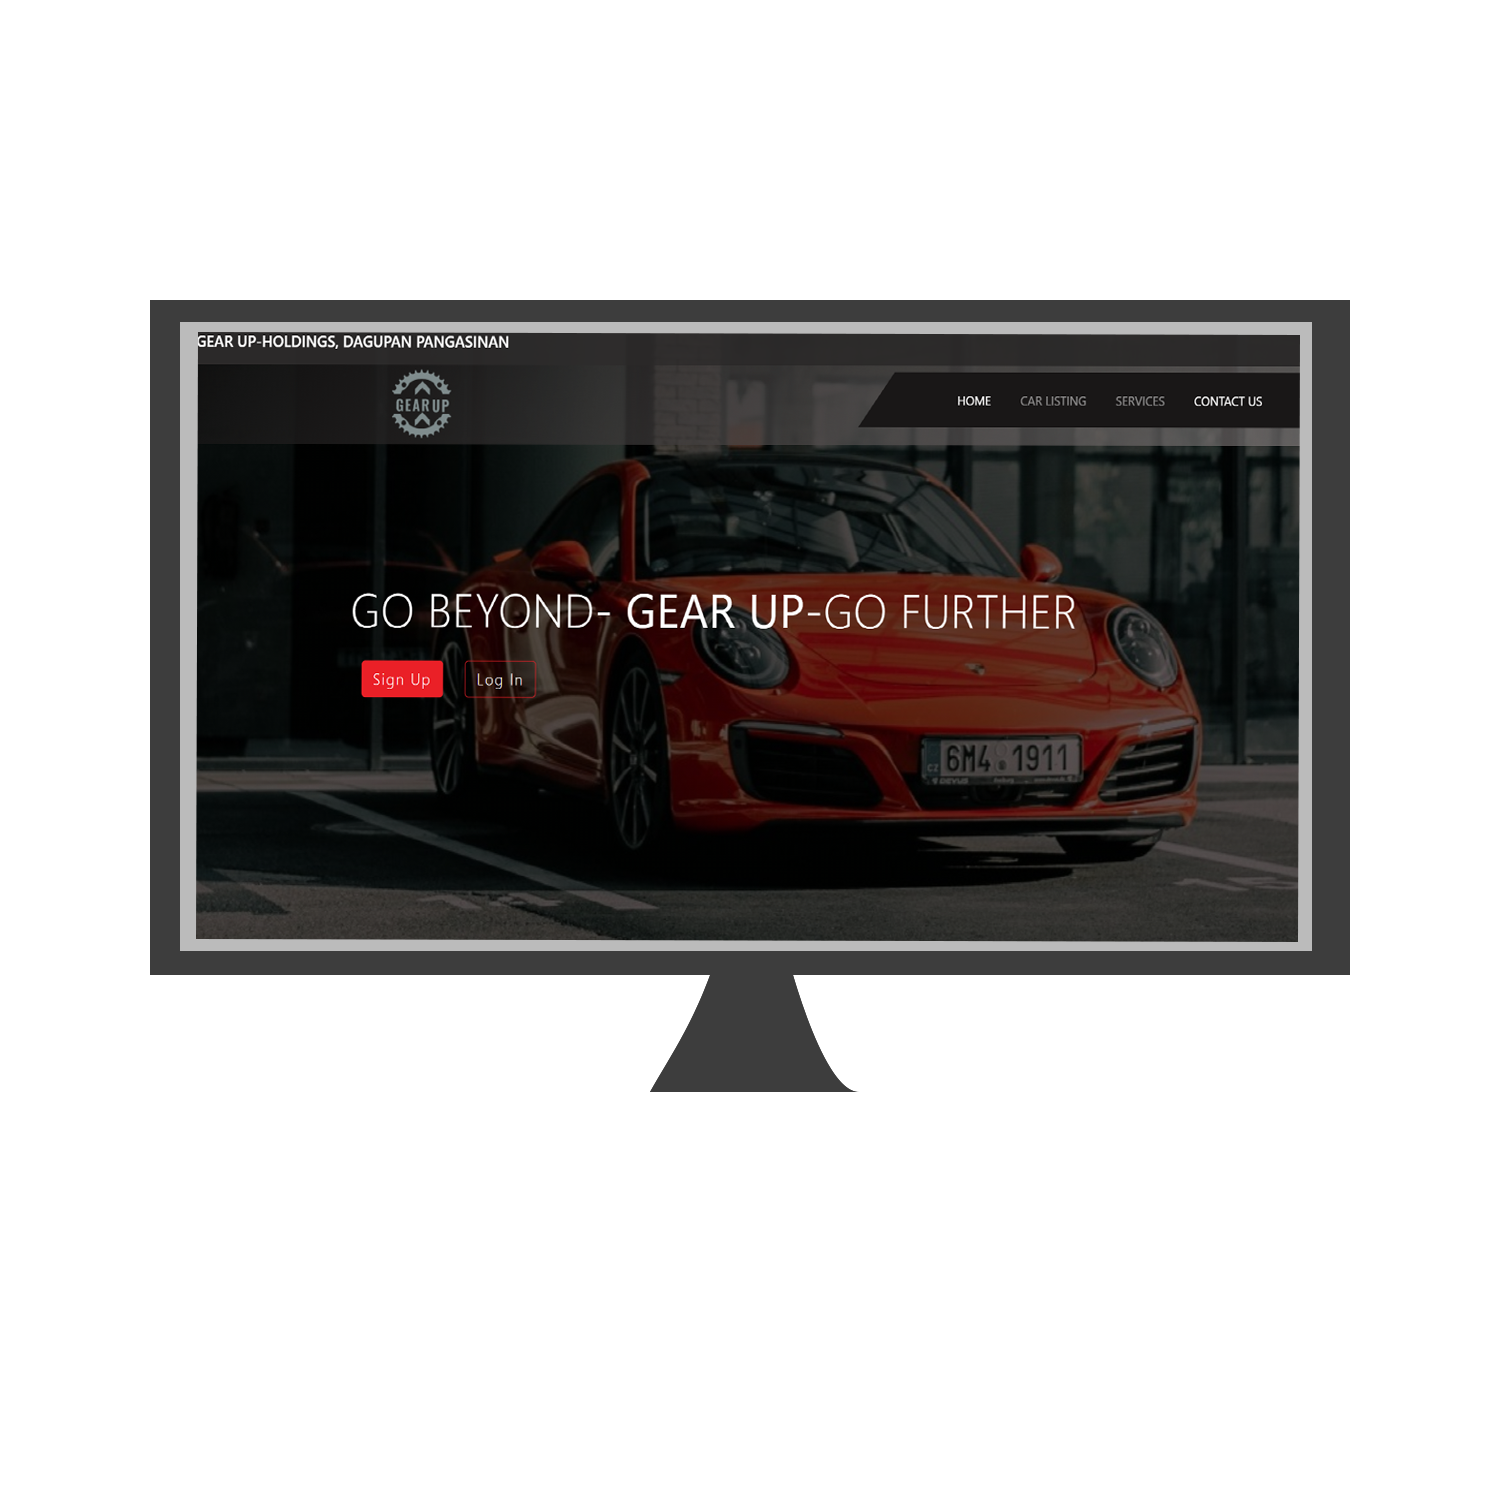 GEAR UP-HOLDINGS, DAGUPAN PANGASINAN
GEAR UP
HOME CAR LISTING SERVICES CONTACT US
GO BEYOND- GEAR UP-GO FURTHER
Sign Up Log In
6M4 1911
CZ